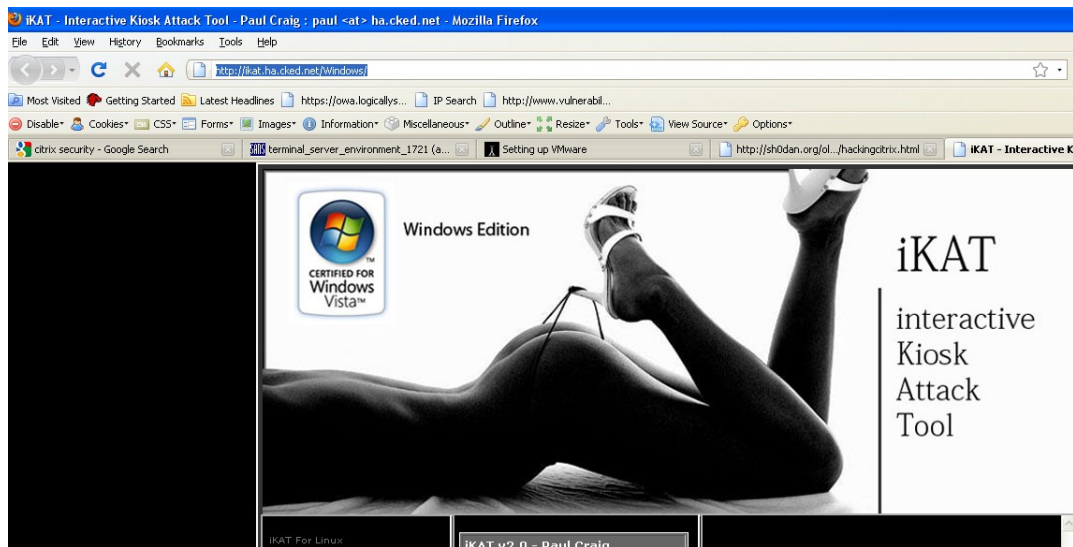 iKAT - Interactive Kiosk Attack Tool - Paul Craig : paul <at> ha.cked.net - Mozilla Firefox
File Edit View History Bookmarks Tools Help
http://ikat.ha.cked.net/Windows/
Most Visited Getting Started Latest Headlines https://owa.logicallys... IP Search http://www.vulnerabil...
Disable Cookies CSS Forms Images Information Miscellaneous Outline Resize Tools View Source Options
citrix security - Google Search terminal_server_environment_1721 (a... Setting up VMware http://sh0dan.org/ol.../hackingcitrix.html iKAT - Interactive K
Windows Edition
CERTIFIED FOR
Windows
Vista™
iKAT
interactive
Kiosk
Attack
Tool
iKAT For Linux
iKAT v2.0 - Paul Craig